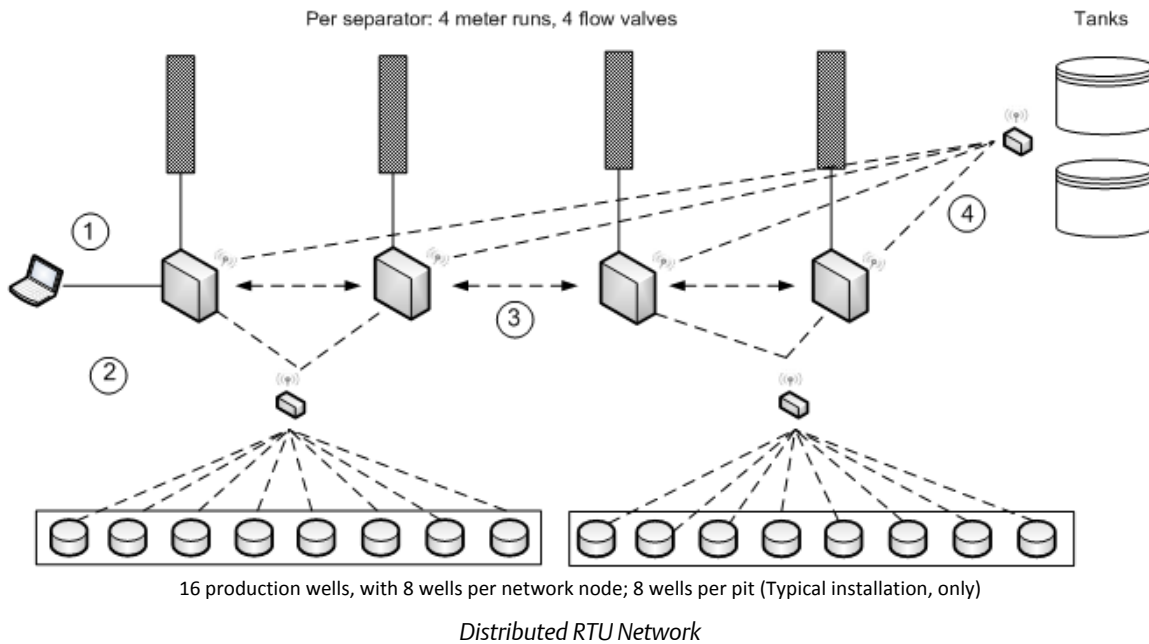 Per separator: 4 meter runs, 4 flow valves
Tanks
1
4
3
2
16 production wells, with 8 wells per network node; 8 wells per pit (Typical installation, only)
Distributed RTU Network